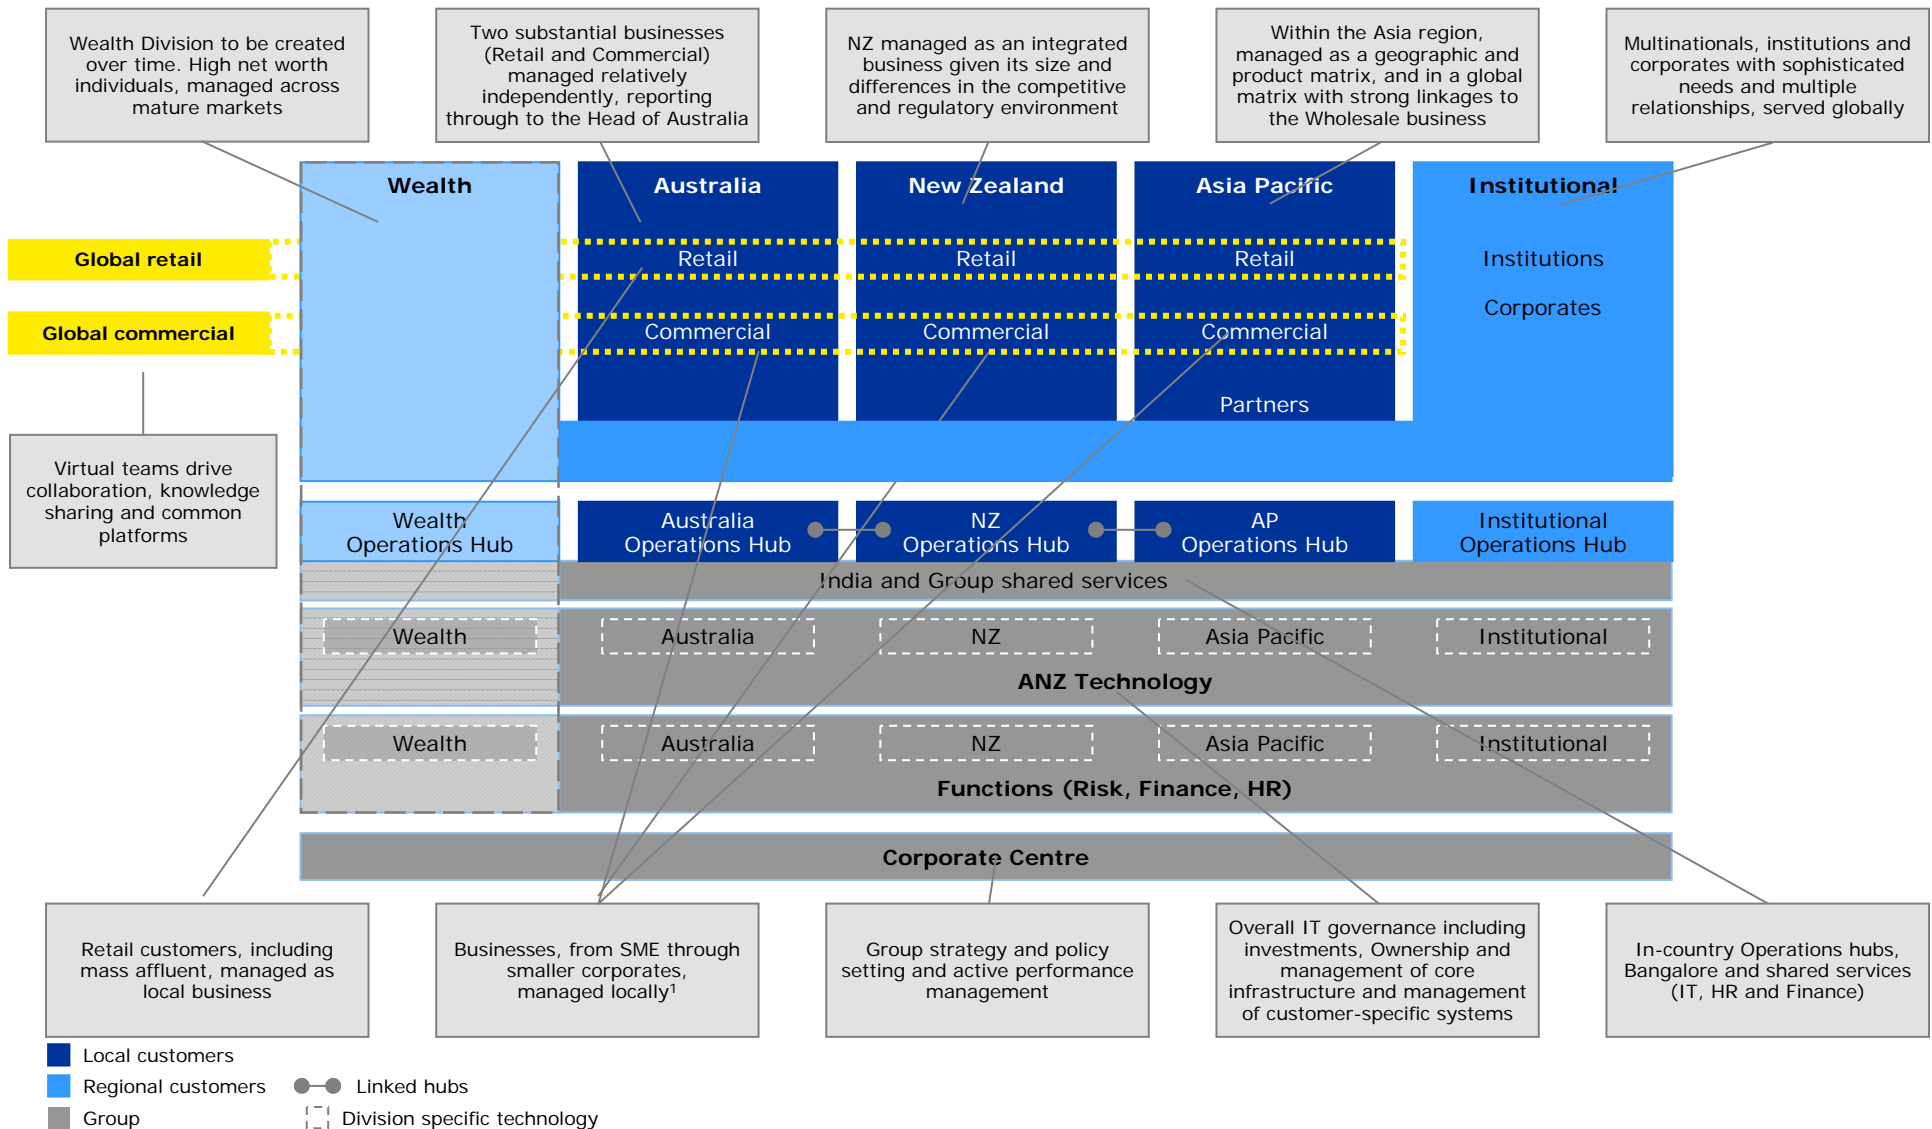 Wealth Division to be created
over time. High net worth
individuals, managed across
mature markets
Two substantial businesses
(Retail and Commercial)
managed relatively
independently, reporting
through to the Head of Australia
NZ managed as an integrated
business given its size and
differences in the competitive
and regulatory environment
Within the Asia region,
managed as a geographic and
product matrix, and in a global
matrix with strong linkages to
the Wholesale business
Multinationals, institutions and
corporates with sophisticated
needs and multiple
relationships, served globally
Wealth
Australia
New Zealand
Asia Pacific
Institutional
Global retail
Retail
Retail
Retail
Institutions
Corporates
Global commercial
Commercial
Commercial
Commercial
Partners
Virtual teams drive
collaboration, knowledge
sharing and common
platforms
Wealth
Operations Hub
Australia
Operations Hub
NZ
Operations Hub
AP
Operations Hub
Institutional
Operations Hub
India and Group shared services
Wealth
Australia
NZ
Asia Pacific
Institutional
ANZ Technology
Wealth
Australia
NZ
Asia Pacific
Institutional
Functions (Risk, Finance, HR)
Corporate Centre
Retail customers, including
mass affluent, managed as
local business
Businesses, from SME through
smaller corporates,
managed locally¹
Group strategy and policy
setting and active performance
management
Overall IT governance including
investments, Ownership and
management of core
infrastructure and management
of customer-specific systems
In-country Operations hubs,
Bangalore and shared services
(IT, HR and Finance)
Local customers
Regional customers
Linked hubs
Group
Division specific technology